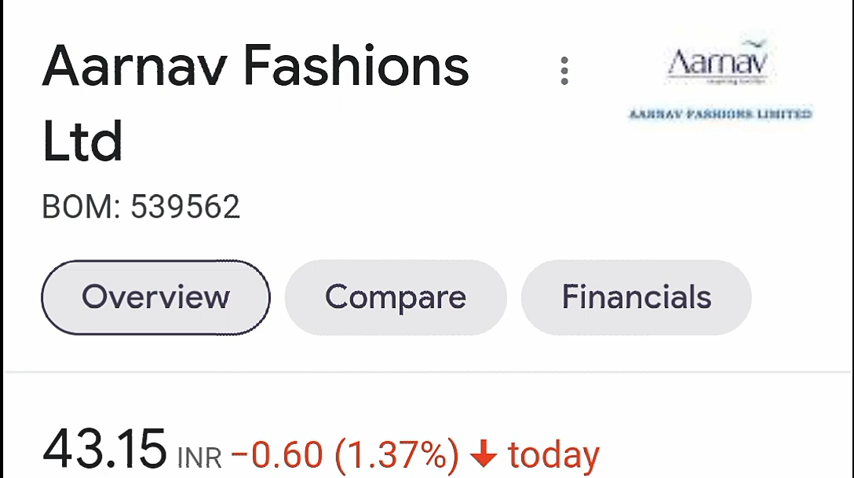 Aarnav Fashions
Ltd
Aarnav
AARNAV FASHIONS LIMITED
BOM: 539562
Overview
Compare
Financials
43.15 INR −0.60 (1.37%) ↓ today